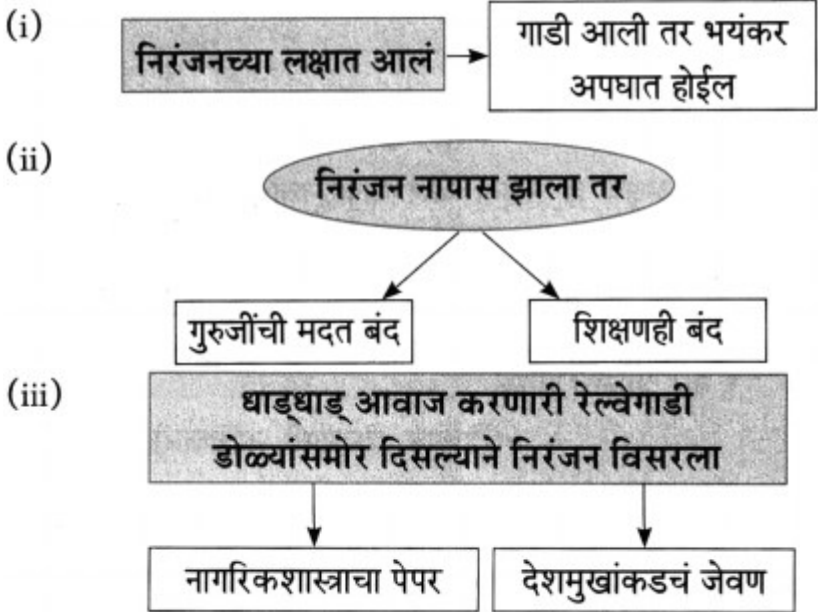 (i)
निरंजनच्या लक्षात आलं
गाडी आली तर भयंकर
अपघात होईल
(ii)
निरंजन नापास झाला तर
गुरुजींची मदत बंद
शिक्षणही बंद
(iii)
धाड्धाड् आवाज करणारी रेल्वेगाडी
डोळ्यांसमोर दिसल्याने निरंजन विसरला
नागरिकशास्त्राचा पेपर
देशमुखांकडचं जेवण